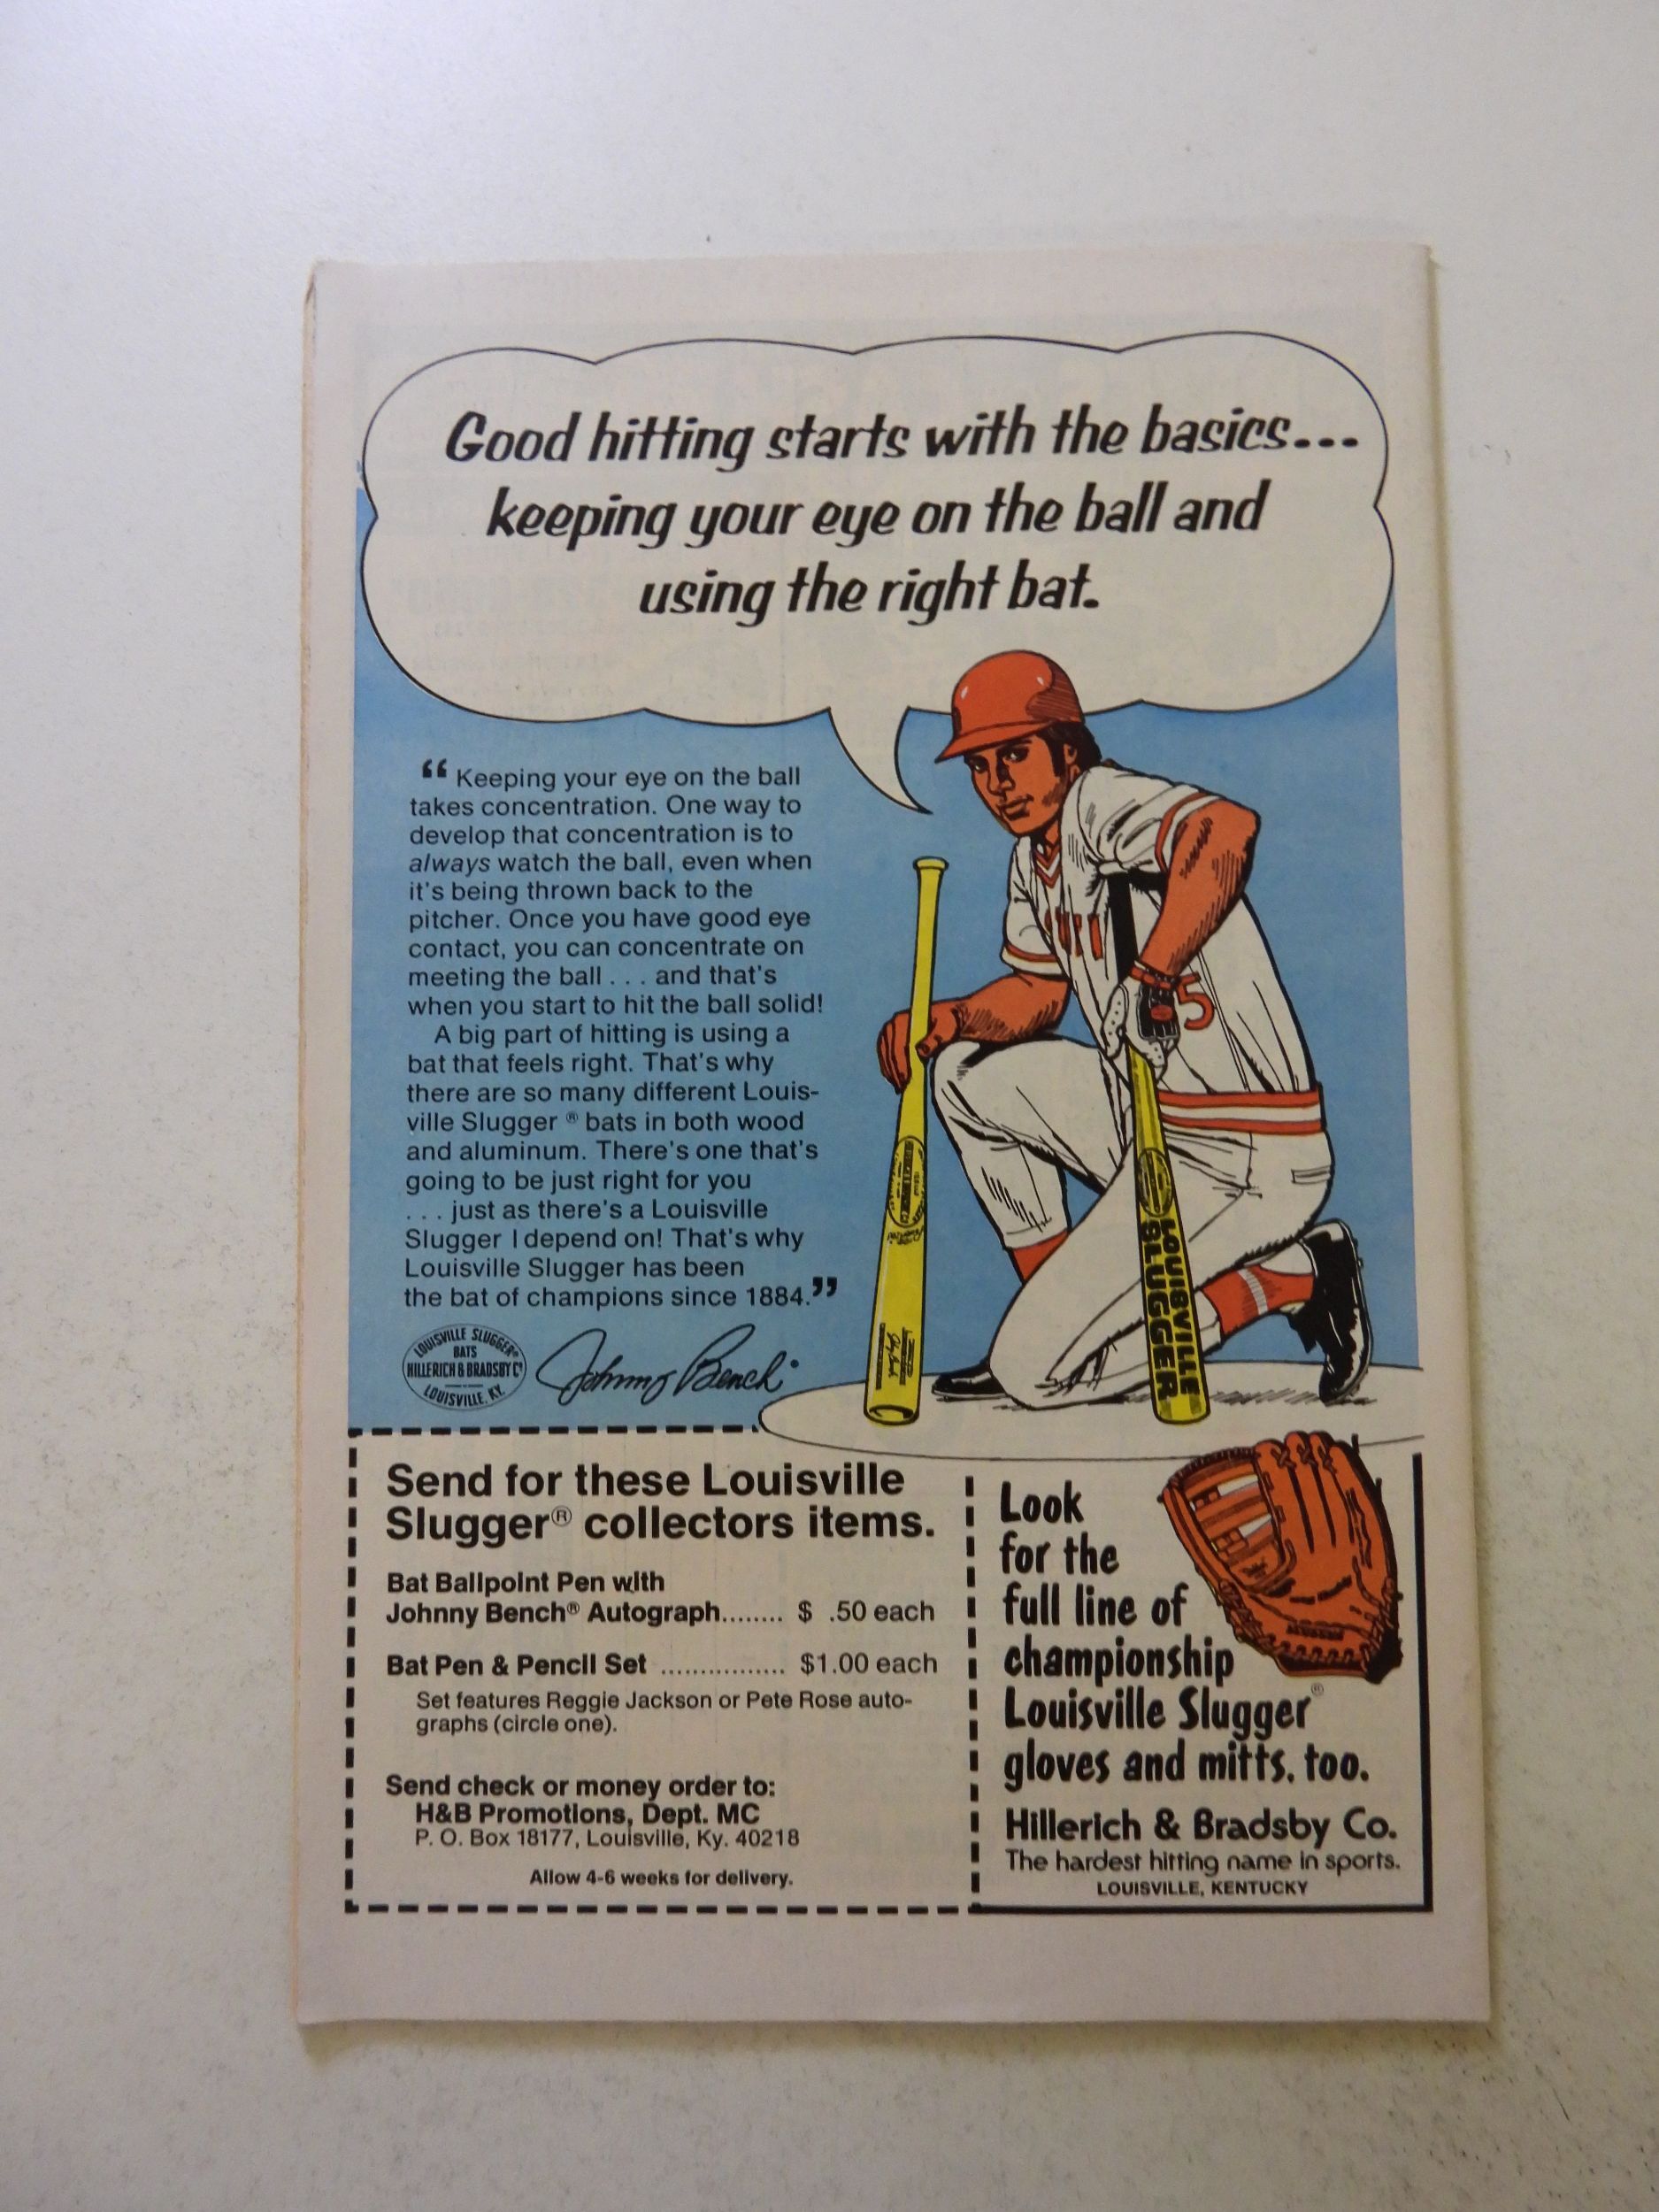 Good hitting starts with the basics...
keeping your eye on the ball and
using the right bat.
“Keeping your eye on the ball
takes concentration. One way to
develop that concentration is to
always watch the ball, even when
it's being thrown back to the
pitcher. Once you have good eye
contact, you can concentrate on
meeting the ball . . . and that's
when you start to hit the ball solid!
A big part of hitting is using a
bat that feels right. That's why
there are so many different Louis-
ville Slugger® bats in both wood
and aluminum. There's one that's
going to be just right for you
. . . just as there's a Louisville
Slugger I depend on! That's why
Louisville Slugger has been
the bat of champions since 1884.”
LOUISVILLE SLUGGER®
BATS
HILLERICH & BRADSBY Cº
LOUISVILLE, KY.
Johnny Bench
5
LOUISVILLE
SLUGGER
Send for these Louisville
Slugger® collectors items.
Bat Ballpoint Pen with
Johnny Bench® Autograph........ $ .50 each
Bat Pen & Pencil Set ................ $1.00 each
Set features Reggie Jackson or Pete Rose auto-
graphs (circle one).
Send check or money order to:
H&B Promotions, Dept. MC
P. O. Box 18177, Louisville, Ky. 40218
Allow 4-6 weeks for delivery.
Look
for the
full line of
championship
Louisville Slugger®
gloves and mitts, too.
Hillerich & Bradsby Co.
The hardest hitting name in sports.
LOUISVILLE, KENTUCKY